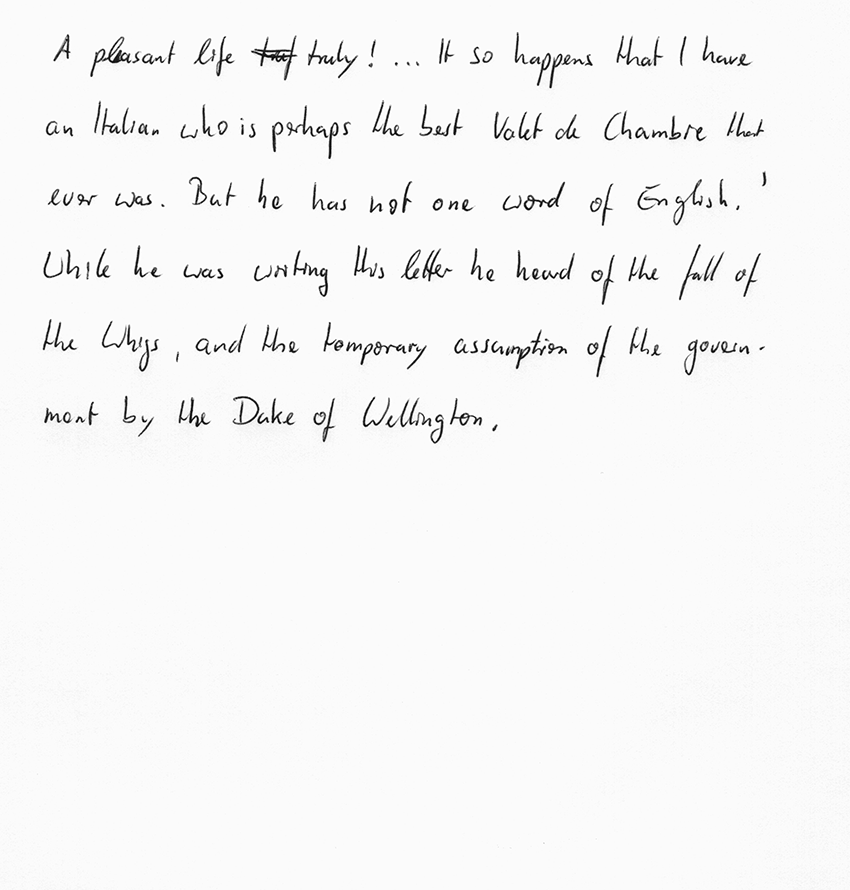 A pleasant life truly! ... It so happens that I have
an Italian who is perhaps the best Valet de Chambre that
ever was. But he has not one word of English.'
While he was writing this letter he heard of the fall of
the Whigs, and the temporary assumption of the govern-
ment by the Duke of Wellington.